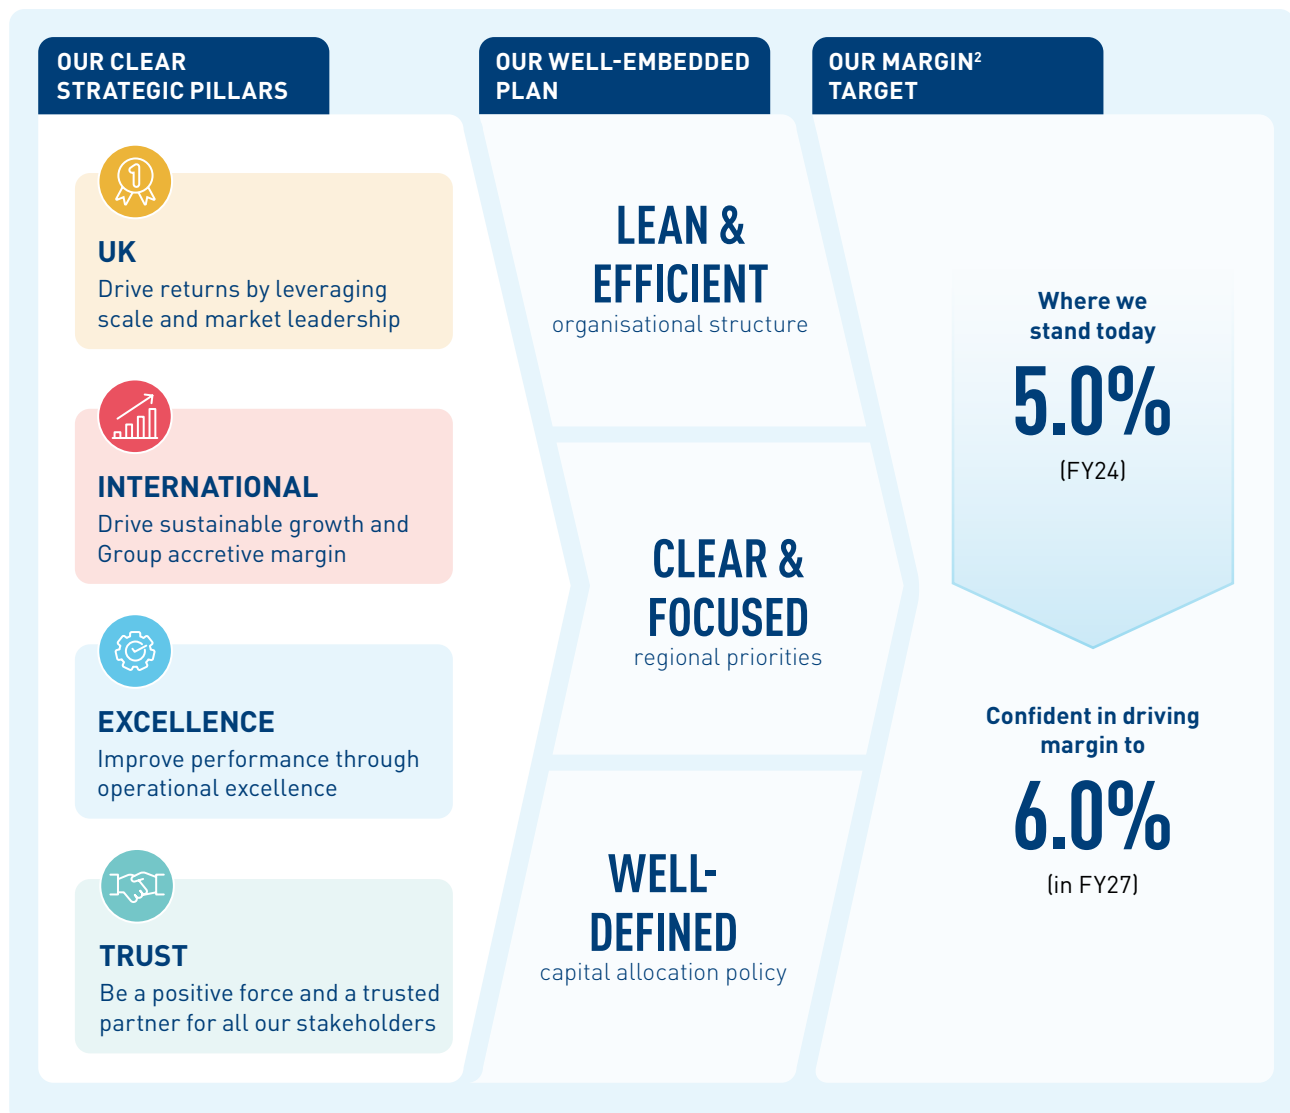 OUR CLEAR
STRATEGIC PILLARS
1
UK
Drive returns by leveraging
scale and market leadership
INTERNATIONAL
Drive sustainable growth and
Group accretive margin
EXCELLENCE
Improve performance through
operational excellence
TRUST
Be a positive force and a trusted
partner for all our stakeholders
OUR WELL-EMBEDDED
PLAN
LEAN &
EFFICIENT
organisational structure
CLEAR &
FOCUSED
regional priorities
WELL-
DEFINED
capital allocation policy
OUR MARGIN²
TARGET
Where we
stand today
5.0%
(FY24)
Confident in driving
margin to
6.0%
(in FY27)